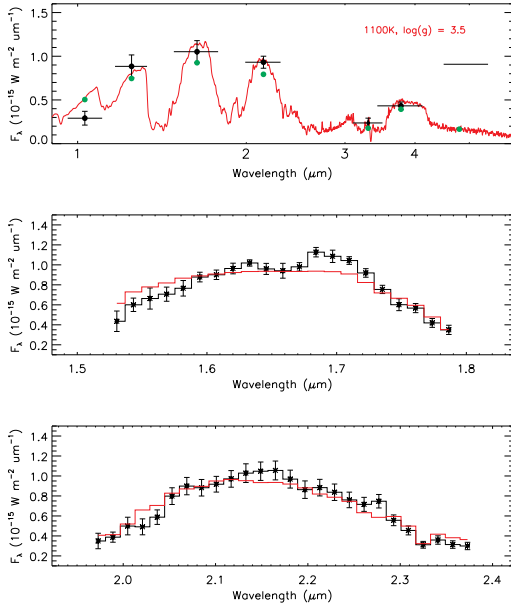 1100K, log(g) = 3.5
F_λ (10^-15 W m^-2 um^-1)
1.5
1.0
0.5
0.0
1 2 3 4
Wavelength (μm)
F_λ (10^-15 W m^-2 um^-1)
1.4
1.2
1.0
0.8
0.6
0.4
0.2
1.5 1.6 1.7 1.8
Wavelength (μm)
F_λ (10^-15 W m^-2 um^-1)
1.4
1.2
1.0
0.8
0.6
0.4
0.2
2.0 2.1 2.2 2.3 2.4
Wavelength (μm)